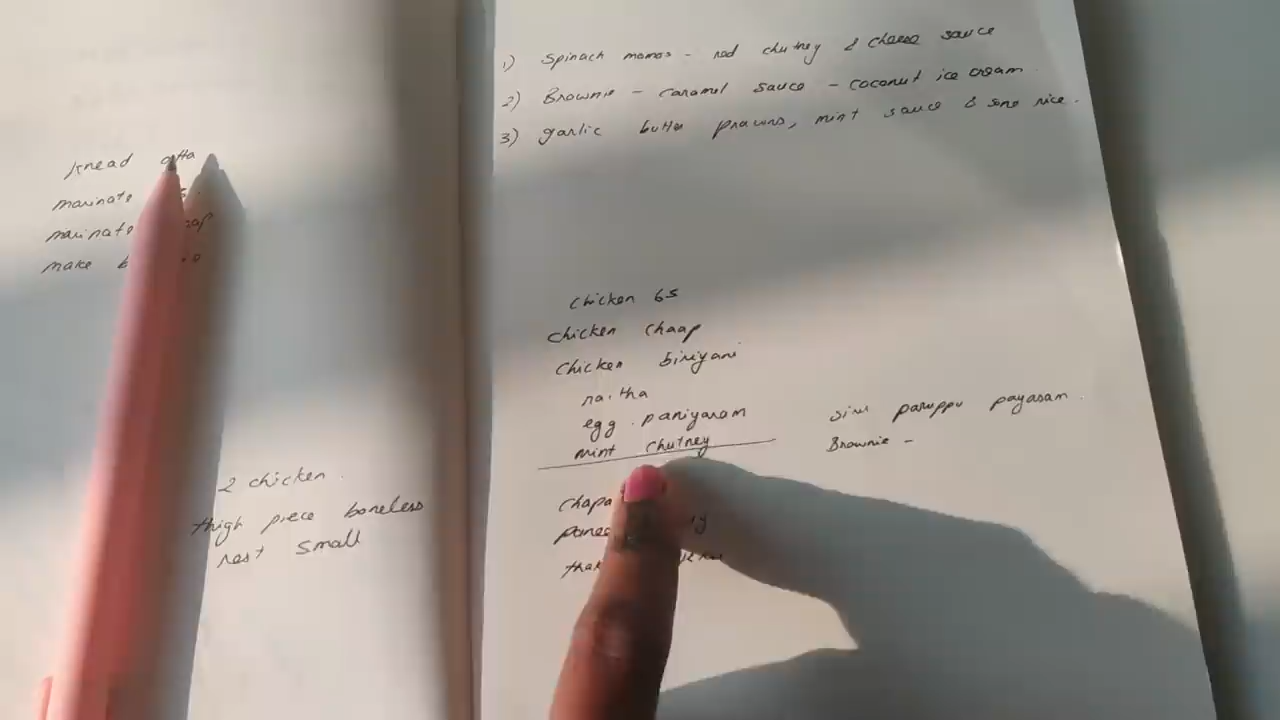 knead atta
marinate
marinate
make
2 chicken.
thigh piece boneless
rest small
1) Spinach momos - red chutney & cheese sauce
2) Brownie - caramel sauce - coconut ice cream
3) garlic butter prawns, mint sauce & some rice.
chicken 65
chicken chaap
chicken biriyani
raitha
egg paniyaram
mint chutney
siru paruppu payasam.
Brownie -